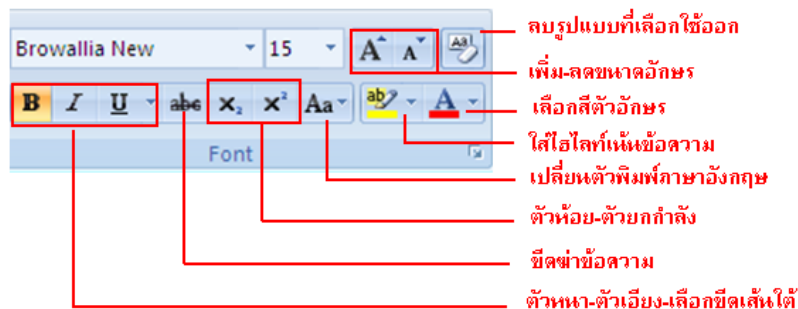 Browallia New 15 A A Aa
B I U abc x₂ x² Aa ab A
Font
ลบรูปแบบที่เลือกใช้ออก
เพิ่ม-ลดขนาดอักษร
เลือกสีตัวอักษร
ใส่ไฮไลท์เน้นข้อความ
เปลี่ยนตัวพิมพ์ภาษาอังกฤษ
ตัวห้อย-ตัวยกกำลัง
ขีดฆ่าข้อความ
ตัวหนา-ตัวเอียง-เลือกขีดเส้นใต้